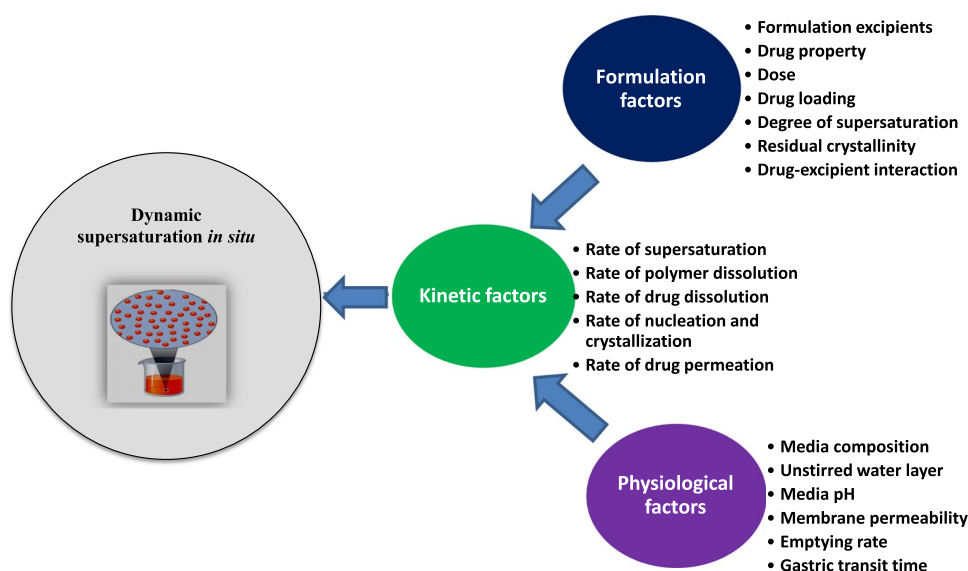 Formulation factors
• Formulation excipients
• Drug property
• Dose
• Drug loading
• Degree of supersaturation
• Residual crystallinity
• Drug-excipient interaction
Dynamic
supersaturation in situ
Kinetic factors
• Rate of supersaturation
• Rate of polymer dissolution
• Rate of drug dissolution
• Rate of nucleation and
crystallization
• Rate of drug permeation
Physiological
factors
• Media composition
• Unstirred water layer
• Media pH
• Membrane permeability
• Emptying rate
• Gastric transit time